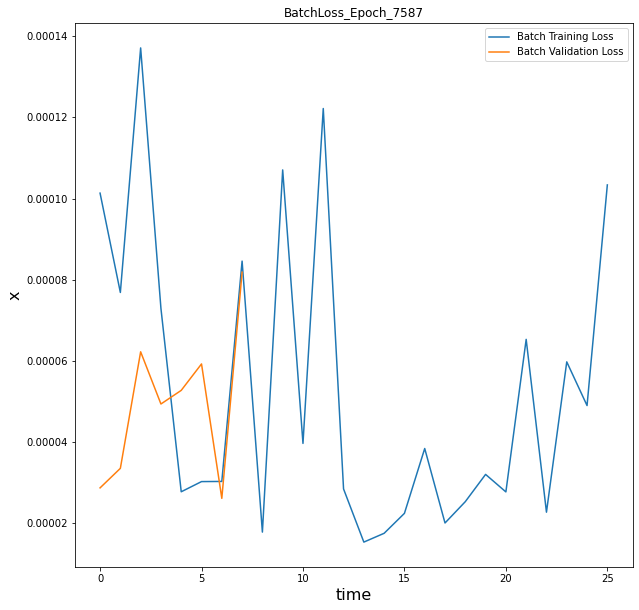 BatchLoss_Epoch_7587
Batch Training Loss
Batch Validation Loss
0.00014
0.00012
0.00010
0.00008
0.00006
0.00004
0.00002
x
0 5 10 15 20 25
time